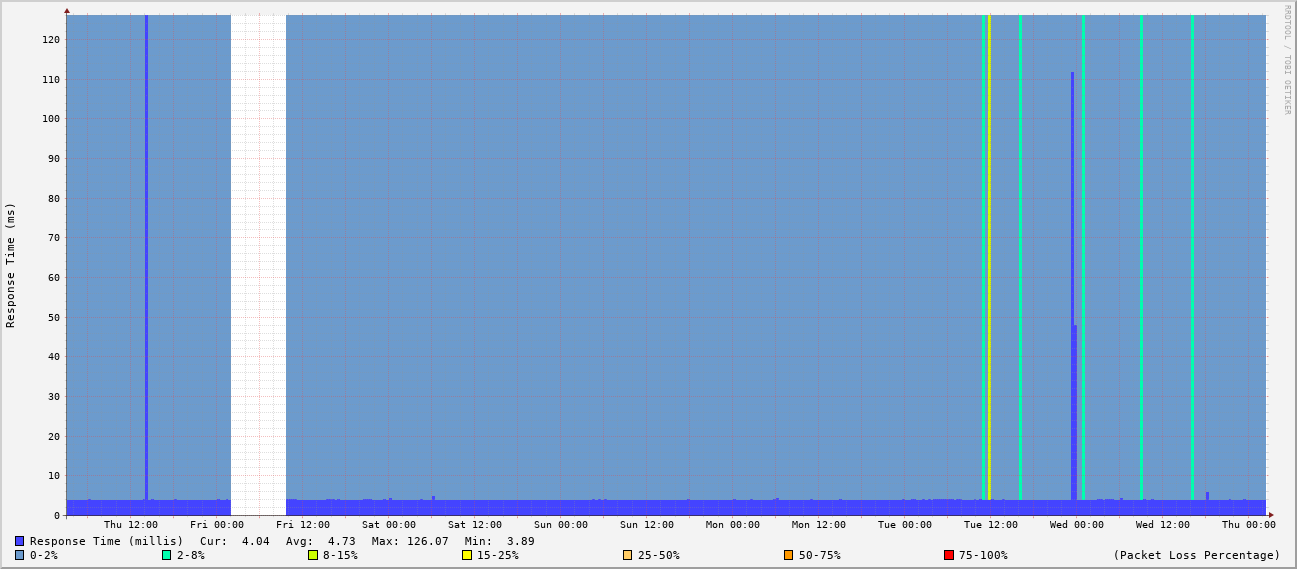 RRDTOOL / TOBI OETIKER
Response Time (ms)
120
110
100
90
80
70
60
50
40
30
20
10
0
Thu 12:00 Fri 00:00 Fri 12:00 Sat 00:00 Sat 12:00 Sun 00:00 Sun 12:00 Mon 00:00 Mon 12:00 Tue 00:00 Tue 12:00 Wed 00:00 Wed 12:00 Thu 00:00
Response Time (millis) Cur: 4.04 Avg: 4.73 Max: 126.07 Min: 3.89
0-2% 2-8% 8-15% 15-25% 25-50% 50-75% 75-100% (Packet Loss Percentage)